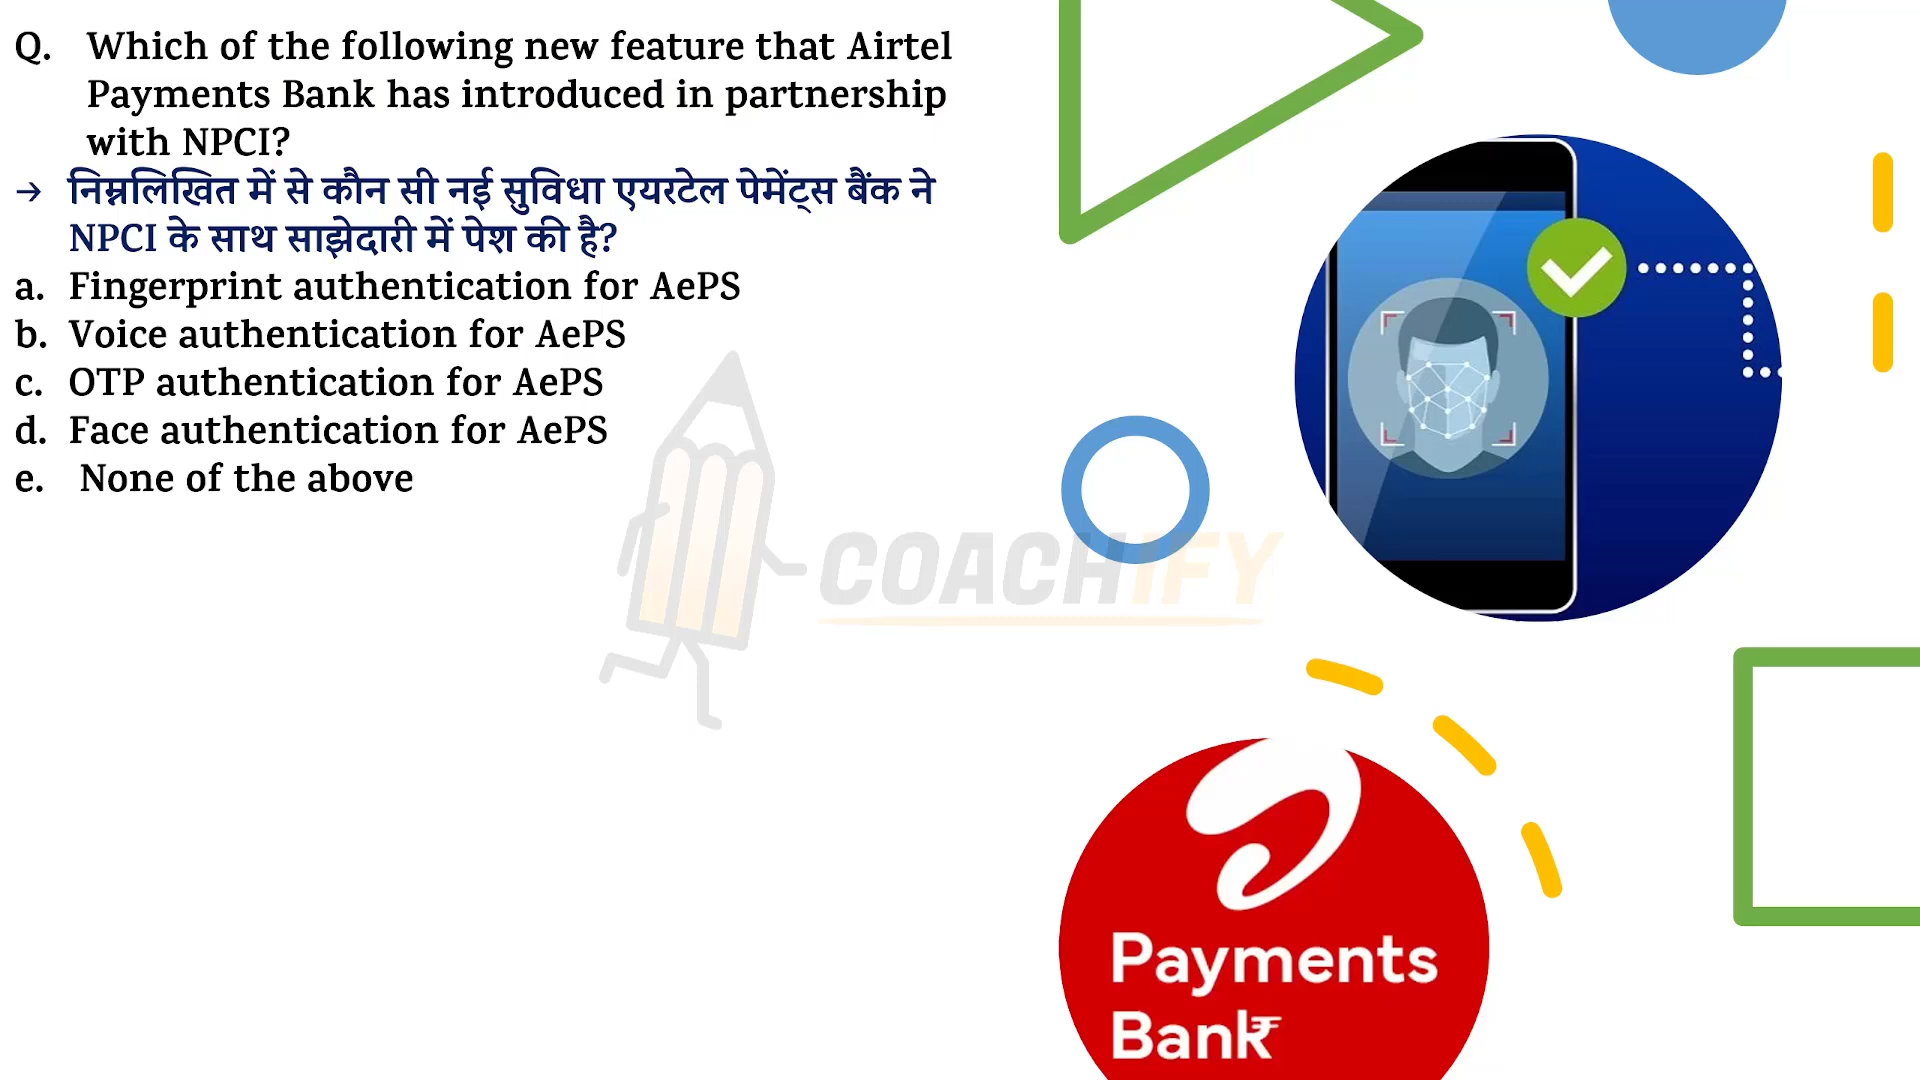 Q. Which of the following new feature that Airtel
Payments Bank has introduced in partnership
with NPCI?
→ निम्नलिखित में से कौन सी नई सुविधा एयरटेल पेमेंट्स बैंक ने
NPCI के साथ साझेदारी में पेश की है?
a. Fingerprint authentication for AePS
b. Voice authentication for AePS
c. OTP authentication for AePS
d. Face authentication for AePS
e. None of the above
COACHIFY
Payments
Bank₹